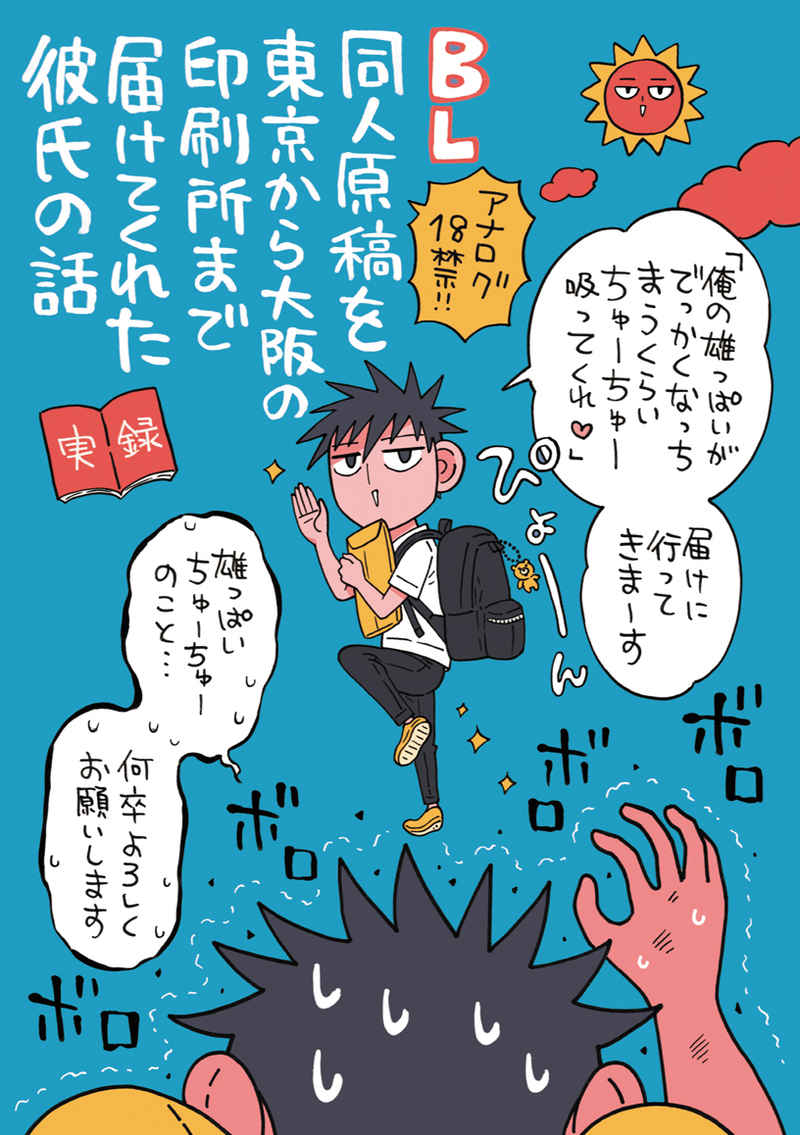 BL
同人原稿を
東京から大阪の
印刷所まで
届けてくれた
彼氏の話
アナログ
18禁!!
「俺の雄っぱいが
でっかくなっち
まうくらい
ちゅーちゅー
吸ってくれ♡」
届けに
行って
きまーす
ぴょーん
実録
雄っぱい
ちゅーちゅー
のこと…
何卒よろしく
お願いします
ボロ
ボロ
ボロ
ボロ